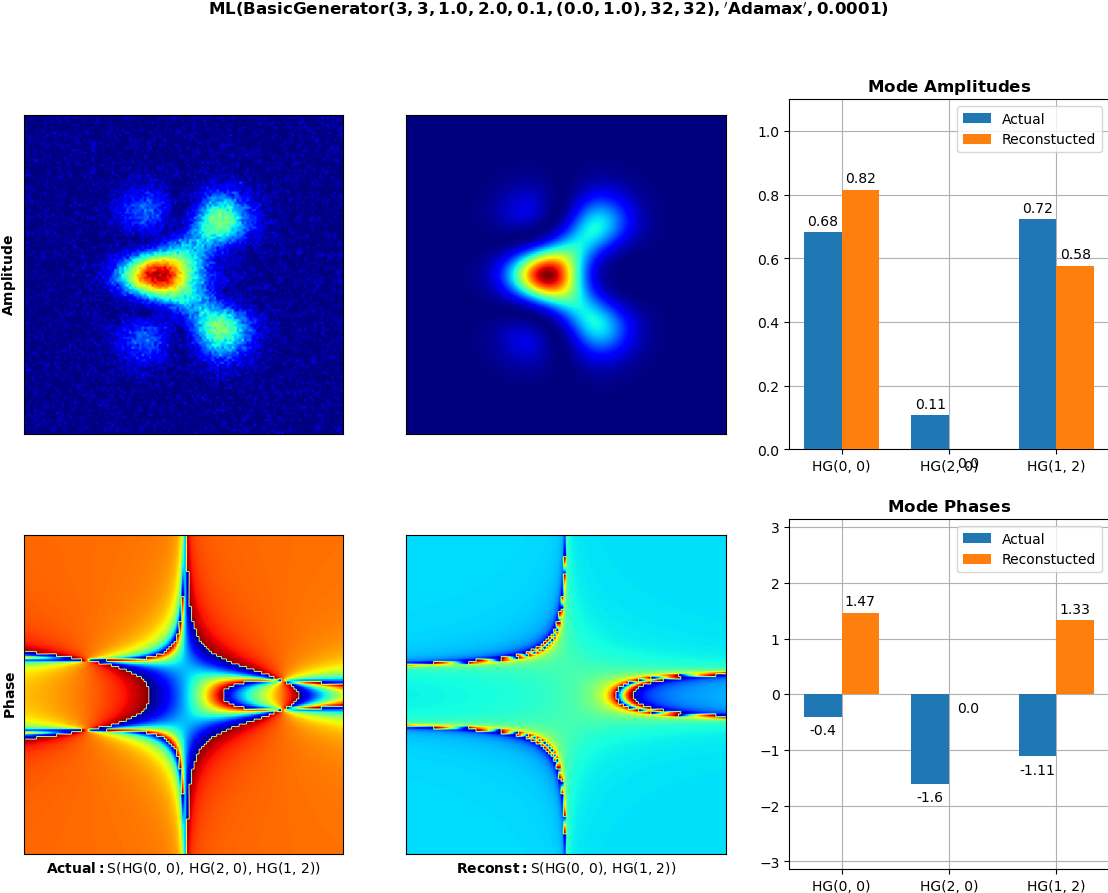 ML(BasicGenerator(3, 3, 1.0, 2.0, 0.1, (0.0, 1.0), 32, 32), ′Adamax′, 0.0001)
Mode Amplitudes
Amplitude
1.0
0.8
0.6
0.4
0.2
0.0
Actual
Reconstucted
0.68
0.82
0.11
0.0
0.72
0.58
HG(0, 0)
HG(2, 0)
HG(1, 2)
Mode Phases
Phase
3
2
1
0
−1
−2
−3
Actual
Reconstucted
-0.4
1.47
-1.6
0.0
-1.11
1.33
HG(0, 0)
HG(2, 0)
HG(1, 2)
Actual: S(HG(0, 0), HG(2, 0), HG(1, 2))
Reconst: S(HG(0, 0), HG(1, 2))